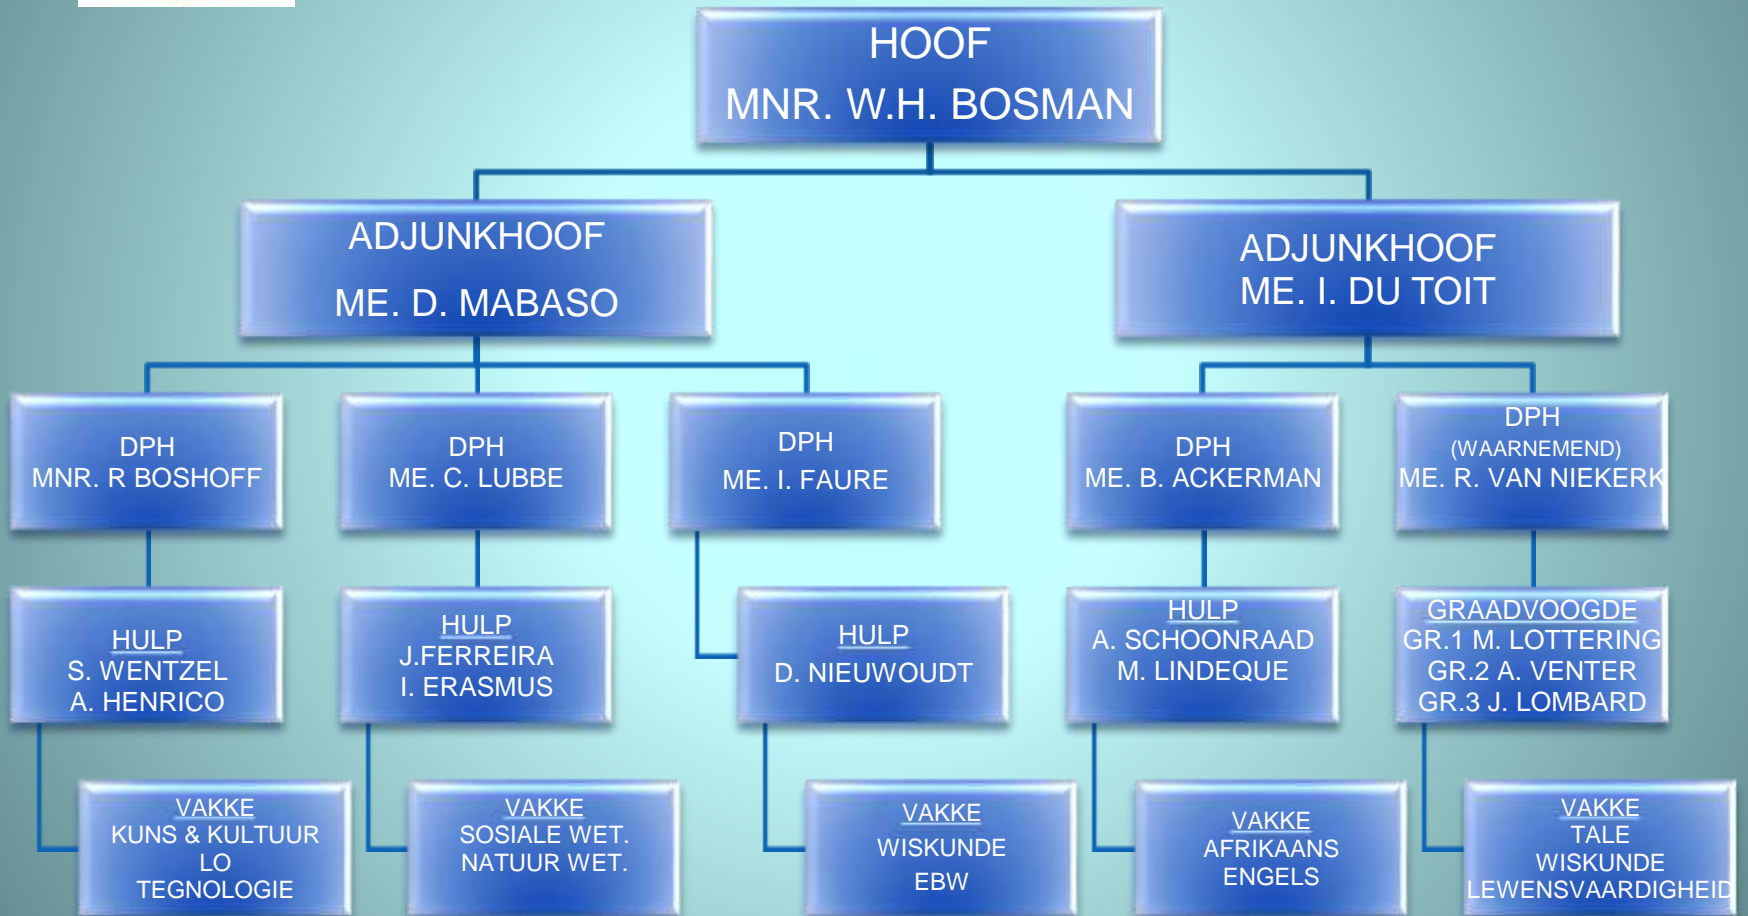 HOOF
MNR. W.H. BOSMAN
ADJUNKHOOF
ME. D. MABASO
ADJUNKHOOF
ME. I. DU TOIT
DPH
MNR. R BOSHOFF
DPH
ME. C. LUBBE
DPH
ME. I. FAURE
DPH
ME. B. ACKERMAN
DPH
(WAARNEMEND)
ME. R. VAN NIEKERK
HULP
S. WENTZEL
A. HENRICO
HULP
J.FERREIRA
I. ERASMUS
HULP
D. NIEUWOUDT
HULP
A. SCHOONRAAD
M. LINDEQUE
GRAADVOOGDE
GR.1 M. LOTTERING
GR.2 A. VENTER
GR.3 J. LOMBARD
VAKKE
KUNS & KULTUUR
LO
TEGNOLOGIE
VAKKE
SOSIALE WET.
NATUUR WET.
VAKKE
WISKUNDE
EBW
VAKKE
AFRIKAANS
ENGELS
VAKKE
TALE
WISKUNDE
LEWENSVAARDIGHEID